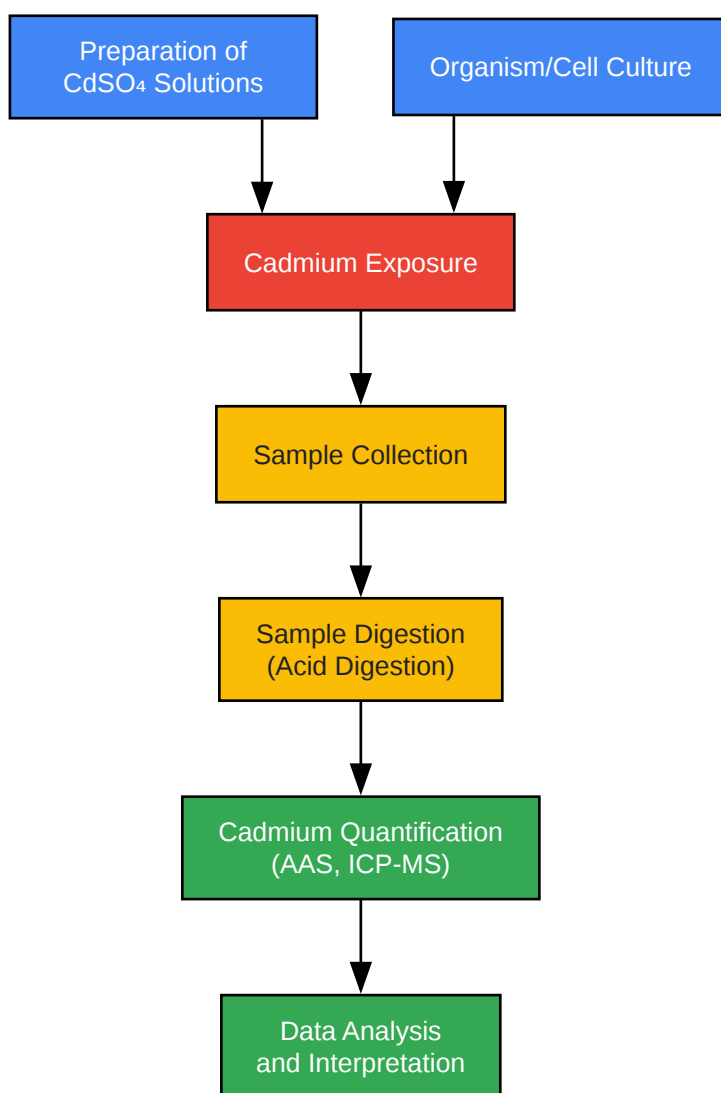 Preparation of
CdSO₄ Solutions
Organism/Cell Culture
Cadmium Exposure
Sample Collection
Sample Digestion
(Acid Digestion)
Cadmium Quantification
(AAS, ICP-MS)
Data Analysis
and Interpretation